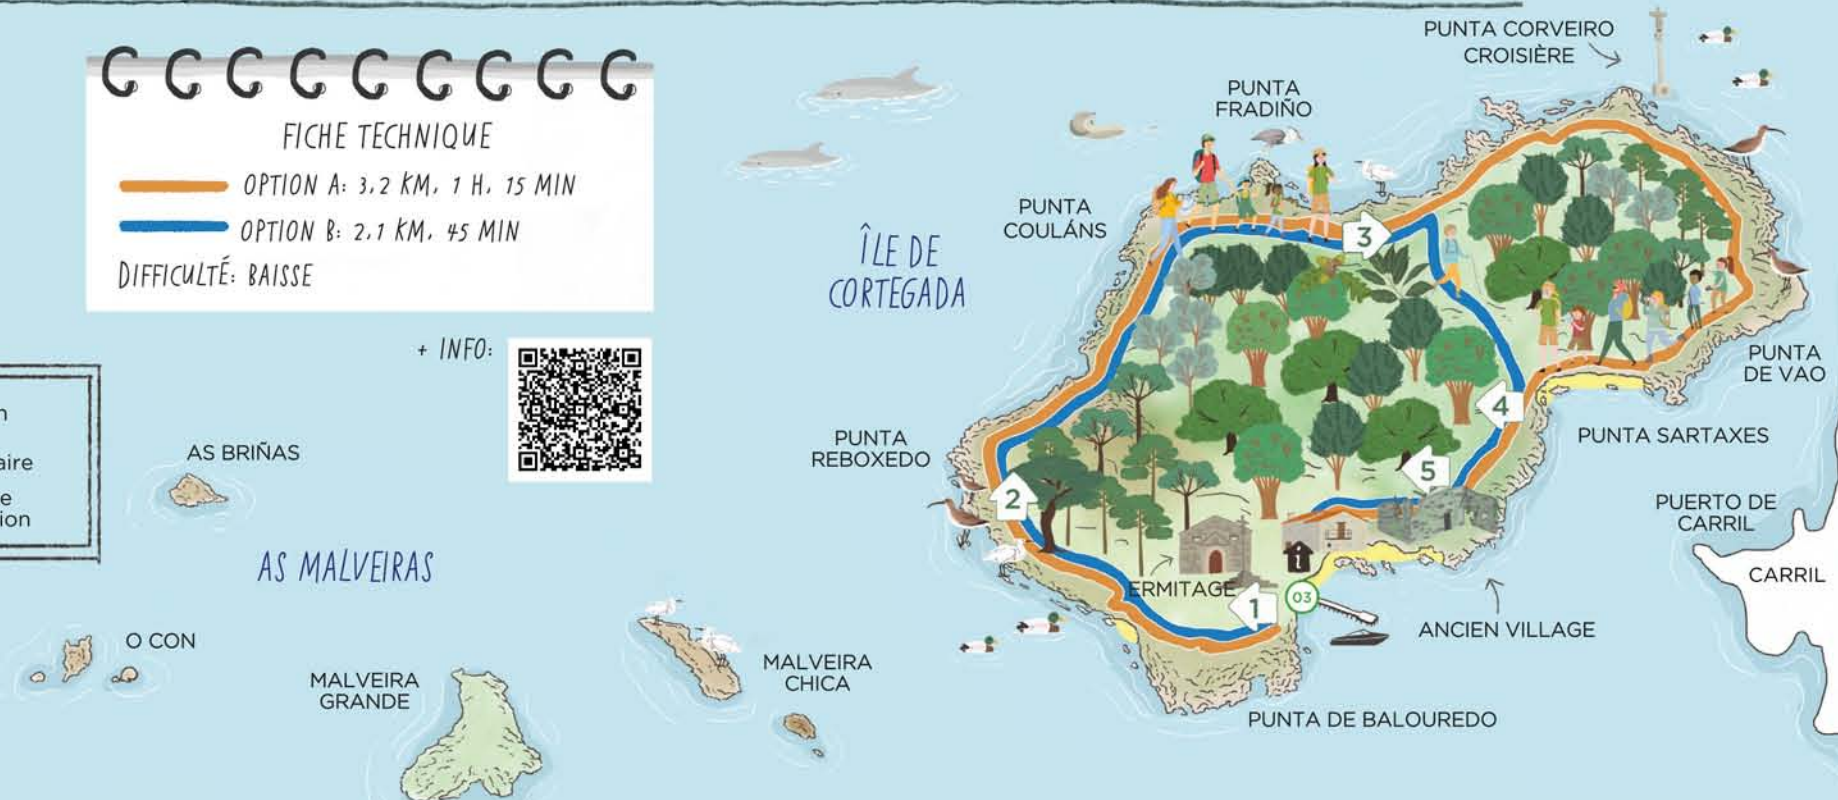 FICHE TECHNIQUE
OPTION A: 3,2 KM, 1 H, 15 MIN
OPTION B: 2,1 KM, 45 MIN
DIFFICULTÉ: BAISSE
+ INFO:
n
aire
e
ion
AS BRIÑAS
AS MALVEIRAS
O CON
MALVEIRA
GRANDE
MALVEIRA
CHICA
ÎLE DE
CORTEGADA
PUNTA CORVEIRO
CROISIÈRE
PUNTA
FRADIÑO
PUNTA
COULÁNS
3
PUNTA
DE VAO
4
PUNTA SARTAXES
PUNTA
REBOXEDO
5
2
PUERTO DE
CARRIL
CARRIL
i
ERMITAGE
1
03
ANCIEN VILLAGE
PUNTA DE BALOUREDO